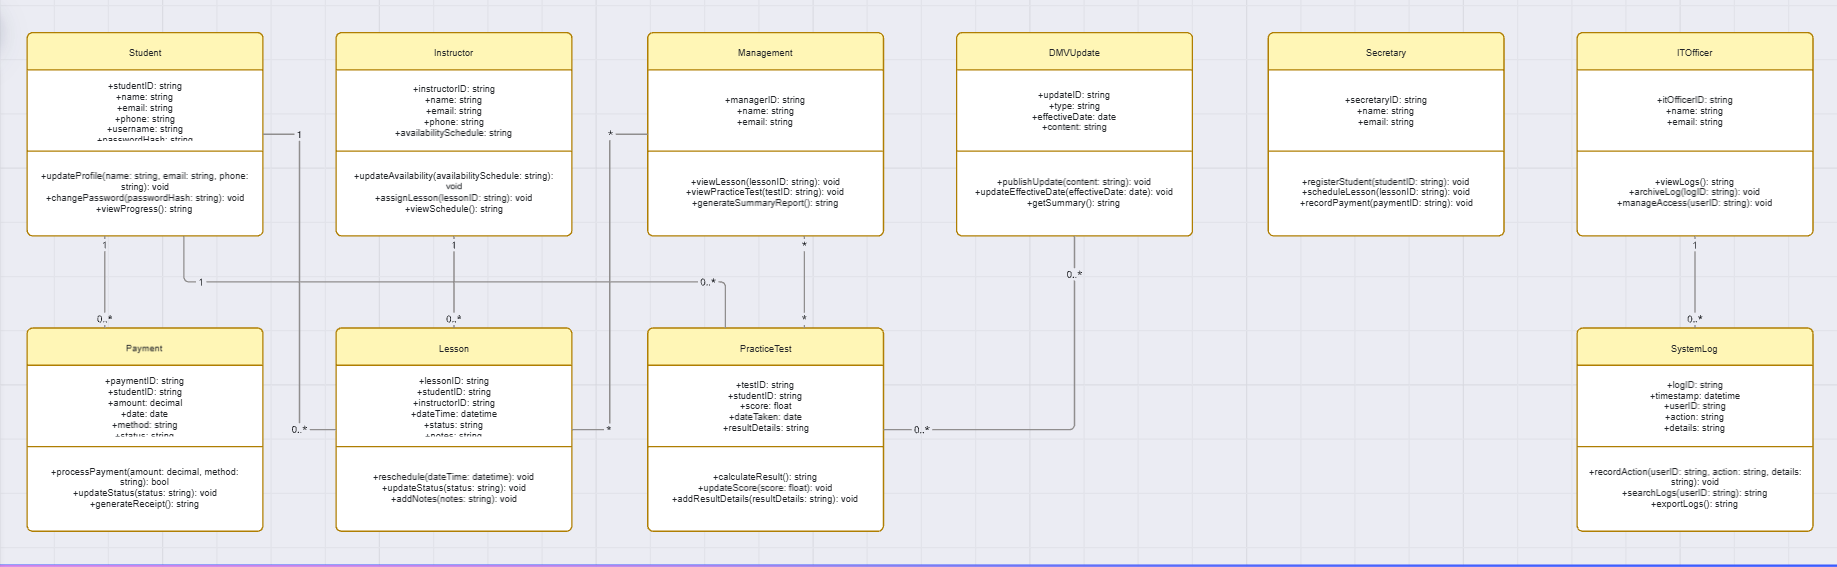 Student
+studentID: string
+name: string
+email: string
+phone: string
+username: string
+passwordHash: string
+updateProfile(name: string, email: string, phone:
string): void
+changePassword(passwordHash: string): void
+viewProgress(): string
Instructor
+instructorID: string
+name: string
+email: string
+phone: string
+availabilitySchedule: string
+updateAvailability(availabilitySchedule: string):
void
+assignLesson(lessonID: string): void
+viewSchedule(): string
Management
+managerID: string
+name: string
+email: string
+viewLesson(lessonID: string): void
+viewPracticeTest(testID: string): void
+generateSummaryReport(): string
DMVUpdate
+updateID: string
+type: string
+effectiveDate: date
+content: string
+publishUpdate(content: string): void
+updateEffectiveDate(effectiveDate: date): void
+getSummary(): string
Secretary
+secretaryID: string
+name: string
+email: string
+registerStudent(studentID: string): void
+scheduleLesson(lessonID: string): void
+recordPayment(paymentID: string): void
ITOfficer
+itOfficerID: string
+name: string
+email: string
+viewLogs(): string
+archiveLog(logID: string): void
+manageAccess(userID: string): void
1
*
1
1
*
1
1
0..*
0..*
0..*
0..*
*
0..*
0..*
*
0..*
Payment
+paymentID: string
+studentID: string
+amount: decimal
+date: date
+method: string
+status: string
+processPayment(amount: decimal, method:
string): bool
+updateStatus(status: string): void
+generateReceipt(): string
Lesson
+lessonID: string
+studentID: string
+instructorID: string
+dateTime: datetime
+status: string
+notes: string
+reschedule(dateTime: datetime): void
+updateStatus(status: string): void
+addNotes(notes: string): void
PracticeTest
+testID: string
+studentID: string
+score: float
+dateTaken: date
+resultDetails: string
+calculateResult(): string
+updateScore(score: float): void
+addResultDetails(resultDetails: string): void
SystemLog
+logID: string
+timestamp: datetime
+userID: string
+action: string
+details: string
+recordAction(userID: string, action: string, details:
string): void
+searchLogs(userID: string): string
+exportLogs(): string